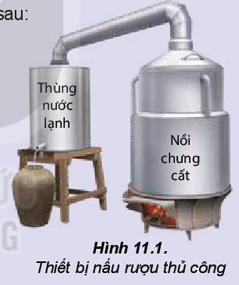 sau:
Thùng
nước
lạnh
Nồi
chưng
cất
Hình 11.1.
Thiết bị nấu rượu thủ công